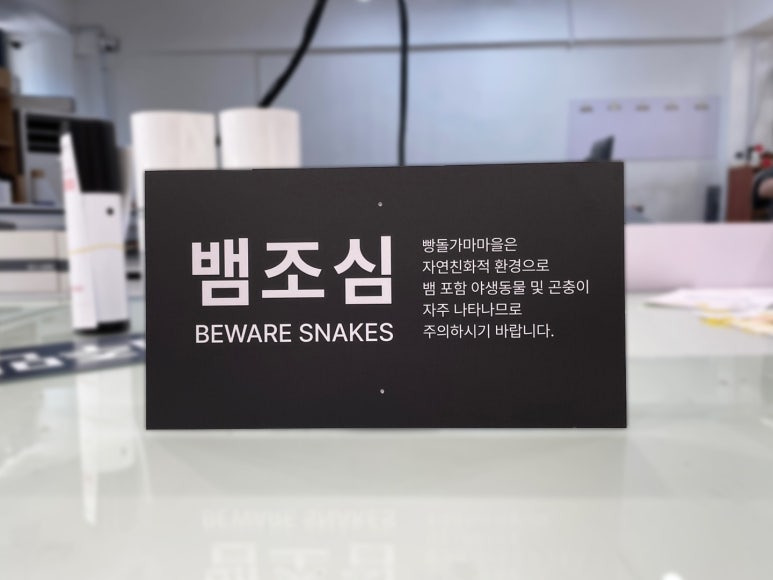 뱀조심
BEWARE SNAKES
빵돌가마마을은
자연친화적 환경으로
뱀 포함 야생동물 및 곤충이
자주 나타나므로
주의하시기 바랍니다.